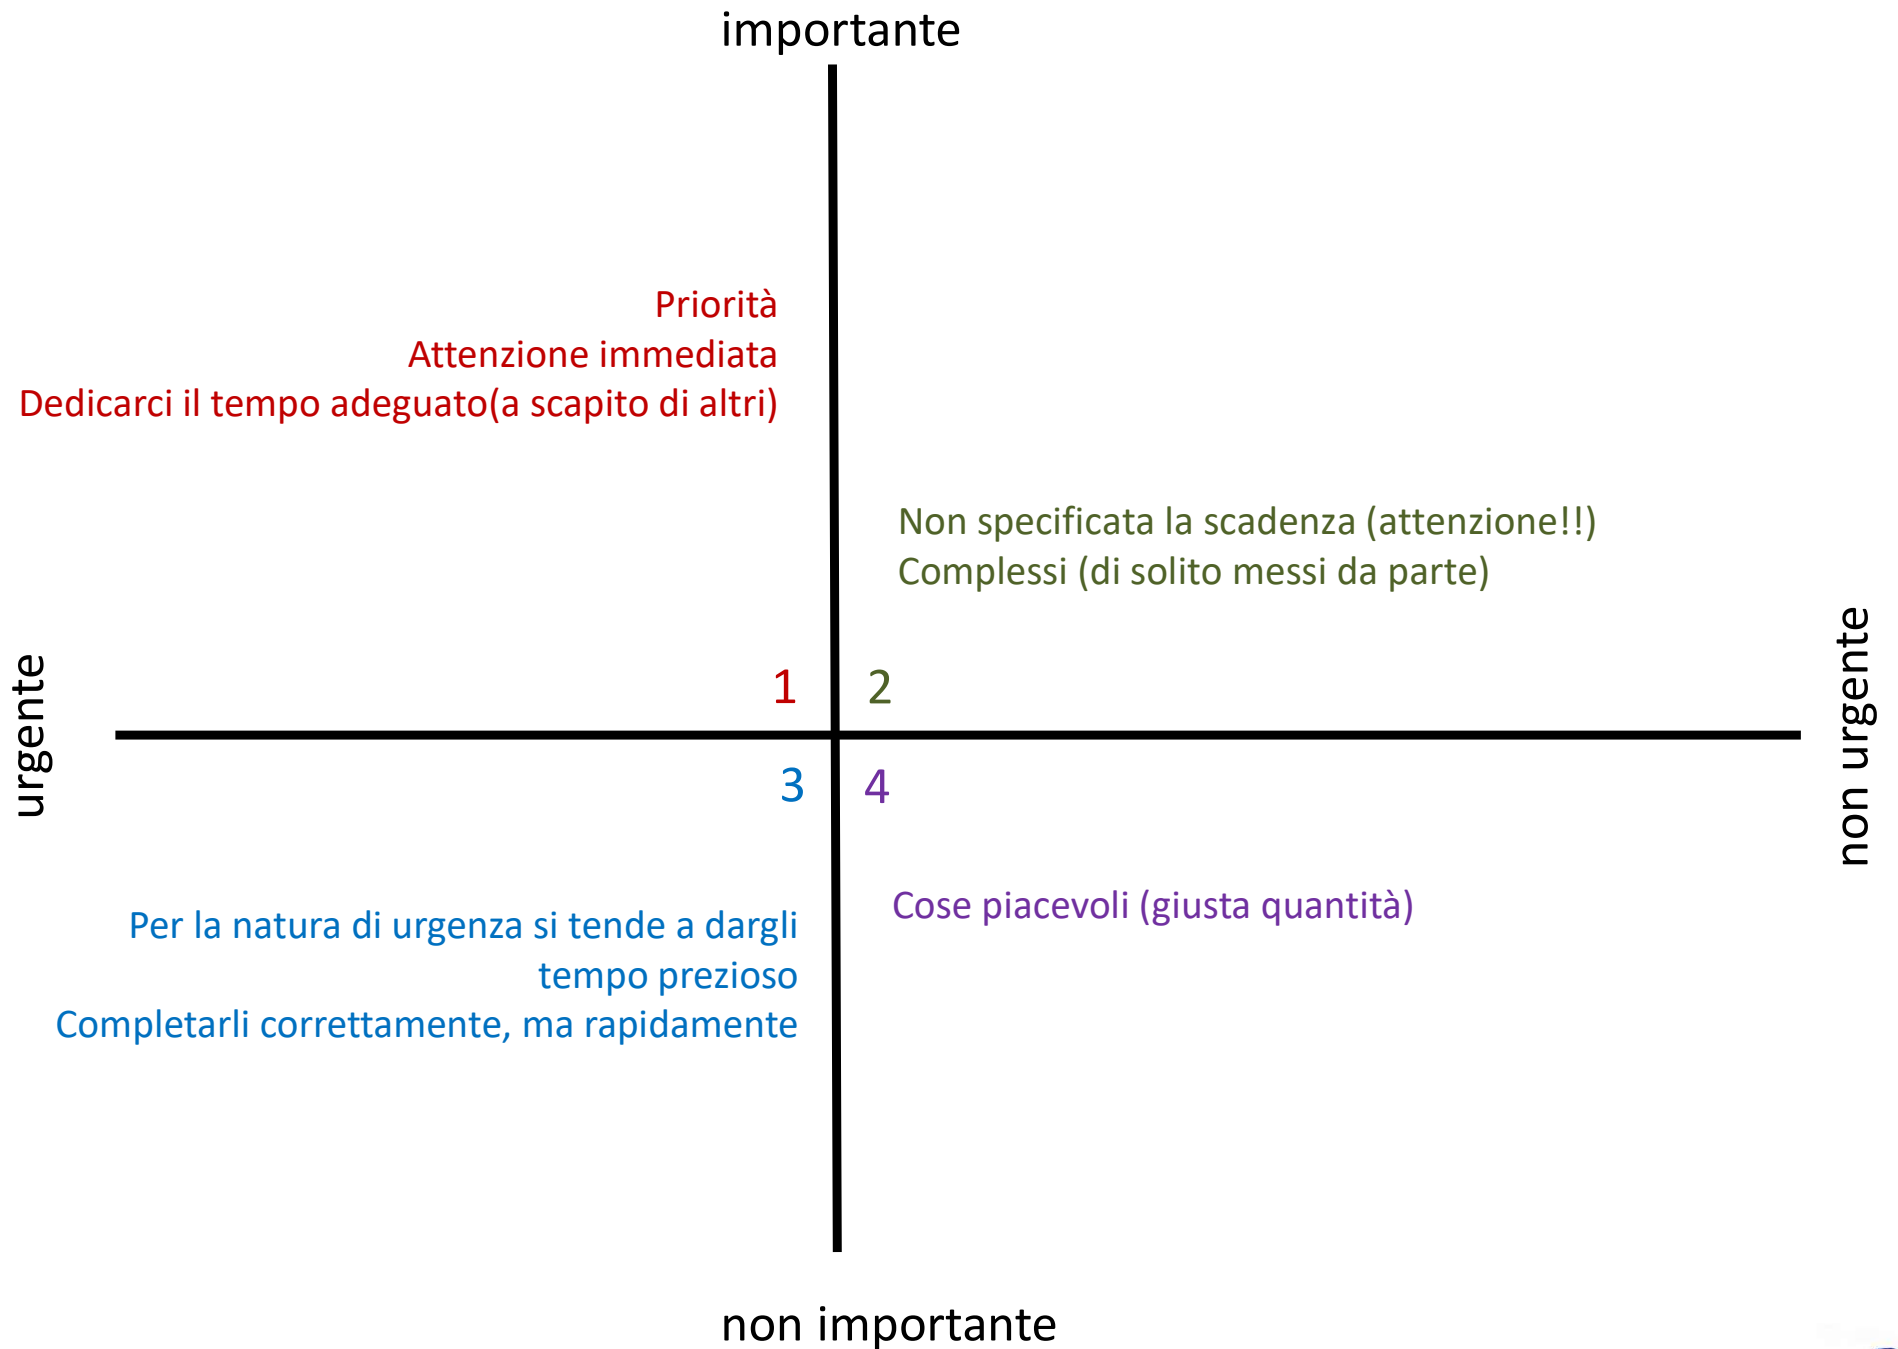 importante
Priorità
Attenzione immediata
Dedicarci il tempo adeguato(a scapito di altri)
Non specificata la scadenza (attenzione!!)
Complessi (di solito messi da parte)
urgente
1
2
non urgente
3
4
Per la natura di urgenza si tende a dargli
tempo prezioso
Completarli correttamente, ma rapidamente
Cose piacevoli (giusta quantità)
non importante